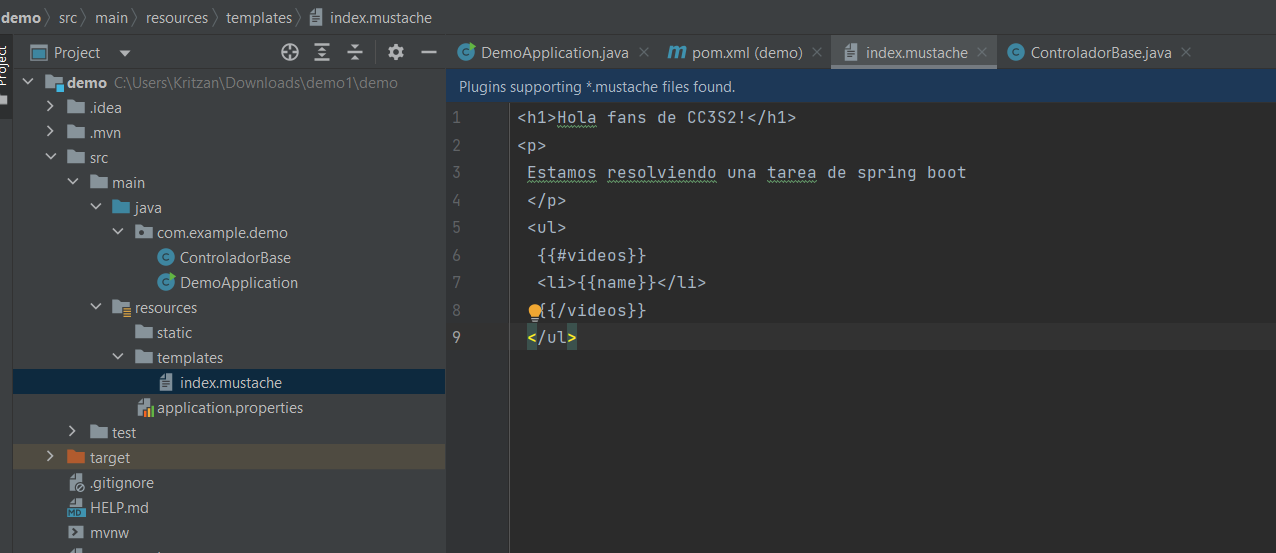 demo src main resources templates index.mustache
Project
Project
DemoApplication.java
pom.xml (demo)
index.mustache
ControladorBase.java
demo C:\Users\Kritzan\Downloads\demo1\demo
.idea
.mvn
src
main
java
com.example.demo
ControladorBase
DemoApplication
resources
static
templates
index.mustache
application.properties
test
target
.gitignore
HELP.md
mvnw
Plugins supporting *.mustache files found.
1 <h1>Hola fans de CC3S2!</h1>
2 <p>
3 Estamos resolviendo una tarea de spring boot
4 </p>
5 <ul>
6 {{#videos}}
7 <li>{{name}}</li>
8 {{/videos}}
9 </ul>